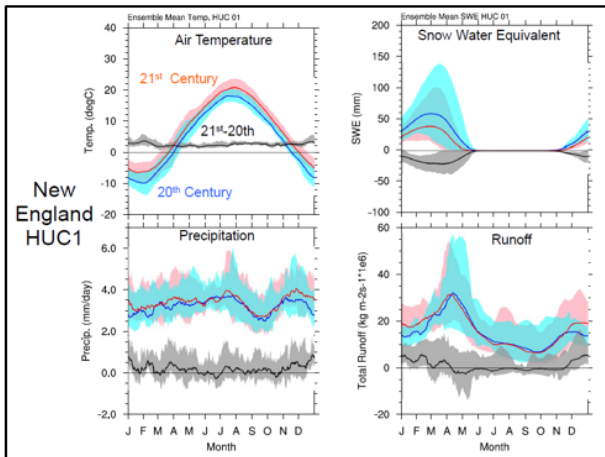 Ensemble Mean Temp. HUC 01
Air Temperature
21st Century
21st-20th
20th Century
Temp. (degC)
40
30
20
10
0
-10
-20
J F M A M J J A S O N D
Ensemble Mean SWE HUC 01
Snow Water Equivalent
SWE (mm)
200
150
100
50
0
-50
-100
J F M A M J J A S O N D
New
England
HUC1
Precipitation
Precip. (mm/day)
8.0
6.0
4.0
2.0
0.0
-2.0
J F M A M J J A S O N D
Month
Runoff
Total Runoff (kg m-2s-1*1e6)
60
40
20
0
-20
J F M A M J J A S O N D
Month